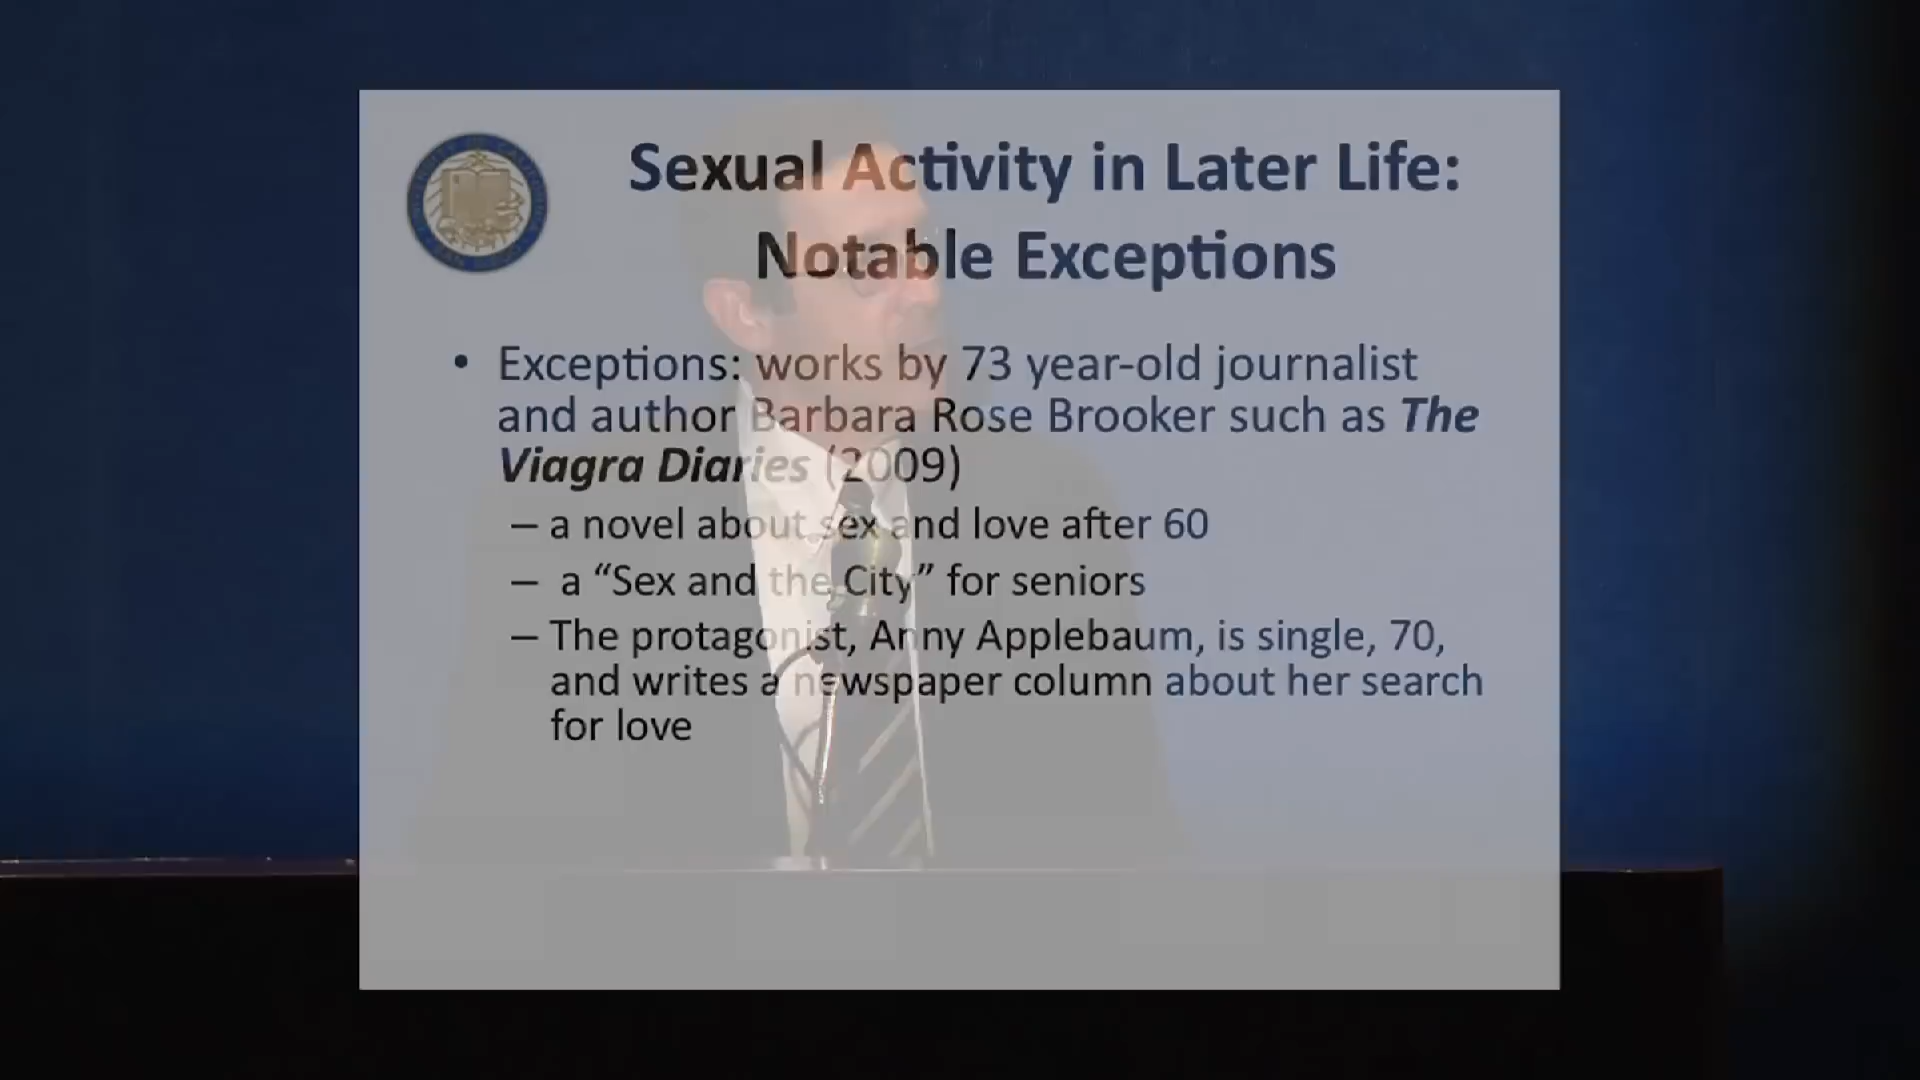 Sexual Activity in Later Life:
Notable Exceptions
• Exceptions: works by 73 year-old journalist
and author Barbara Rose Brooker such as The
Viagra Diaries (2009)
– a novel about sex and love after 60
– a “Sex and the City” for seniors
– The protagonist, Anny Applebaum, is single, 70,
and writes a newspaper column about her search
for love